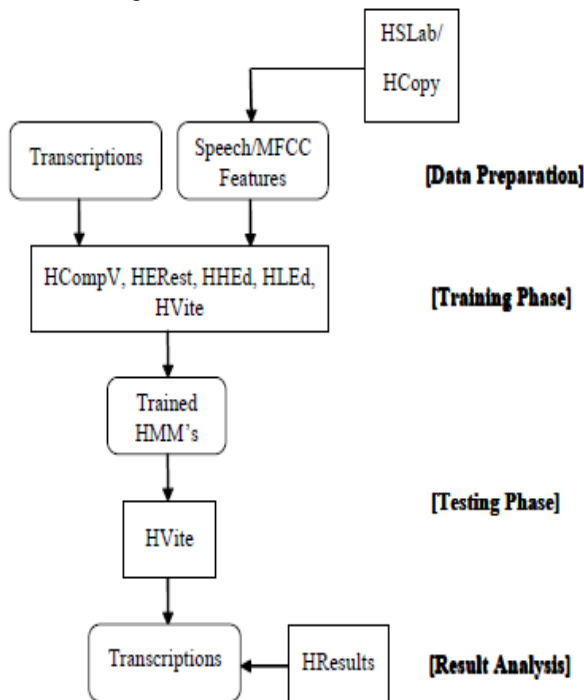 HSLab/
HCopy
Transcriptions
Speech/MFCC
Features
[Data Preparation]
HCompV, HERest, HHEd, HLEd,
HVite
[Training Phase]
Trained
HMM's
[Testing Phase]
HVite
Transcriptions
HResults
[Result Analysis]